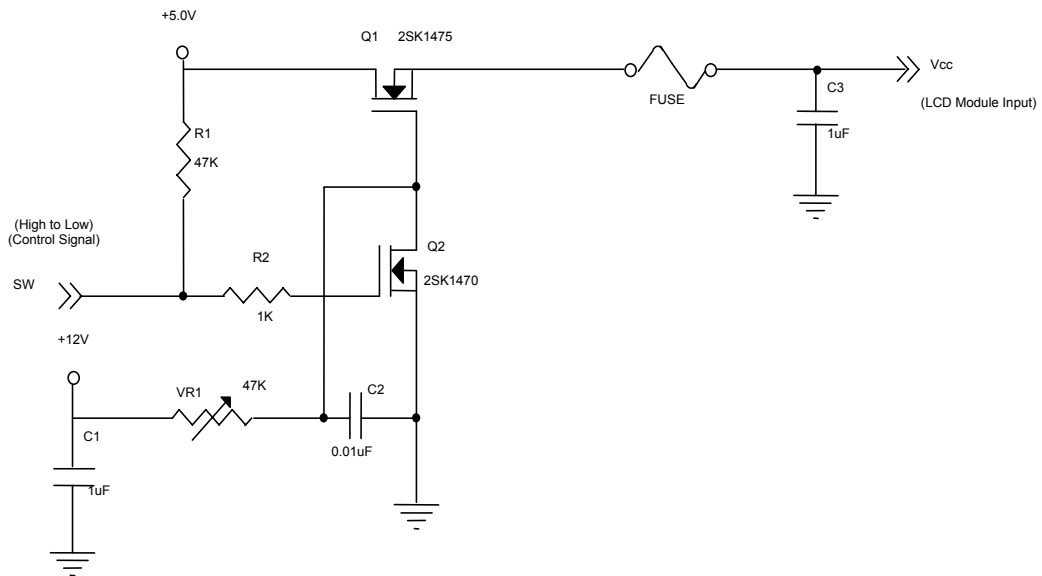 +5.0V
Q1 2SK1475
Vcc
FUSE
C3
(LCD Module Input)
1uF
R1
47K
(High to Low)
(Control Signal)
Q2
R2
2SK1470
SW
1K
+12V
VR1
47K
C2
C1
0.01uF
1uF